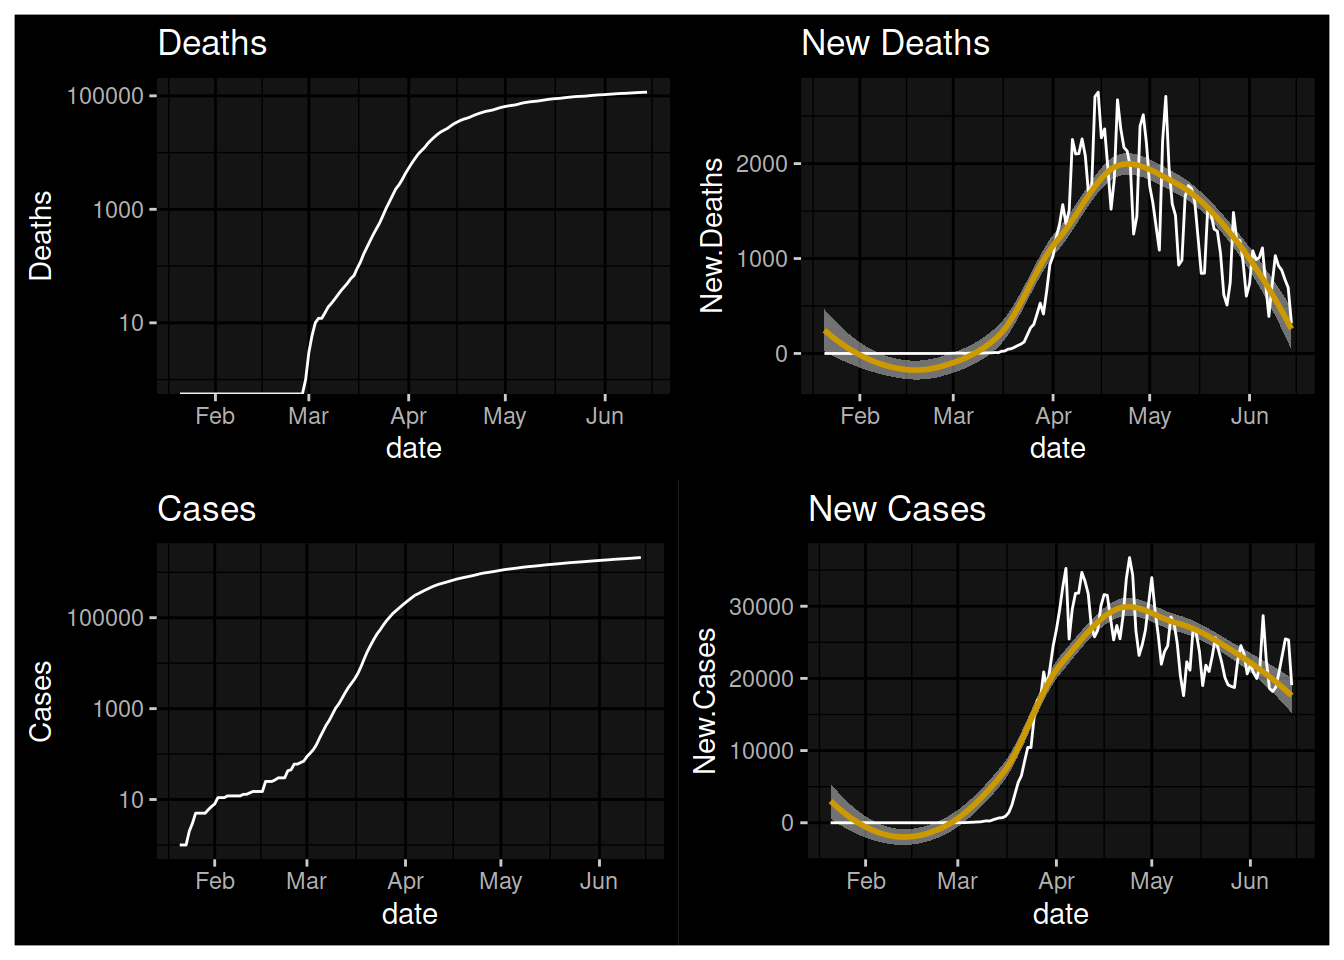 Deaths
Deaths
100000
1000
10
Feb Mar Apr May Jun
date
New Deaths
New.Deaths
2000
1000
0
Feb Mar Apr May Jun
date
Cases
Cases
100000
1000
10
Feb Mar Apr May Jun
date
New Cases
New.Cases
30000
20000
10000
0
Feb Mar Apr May Jun
date